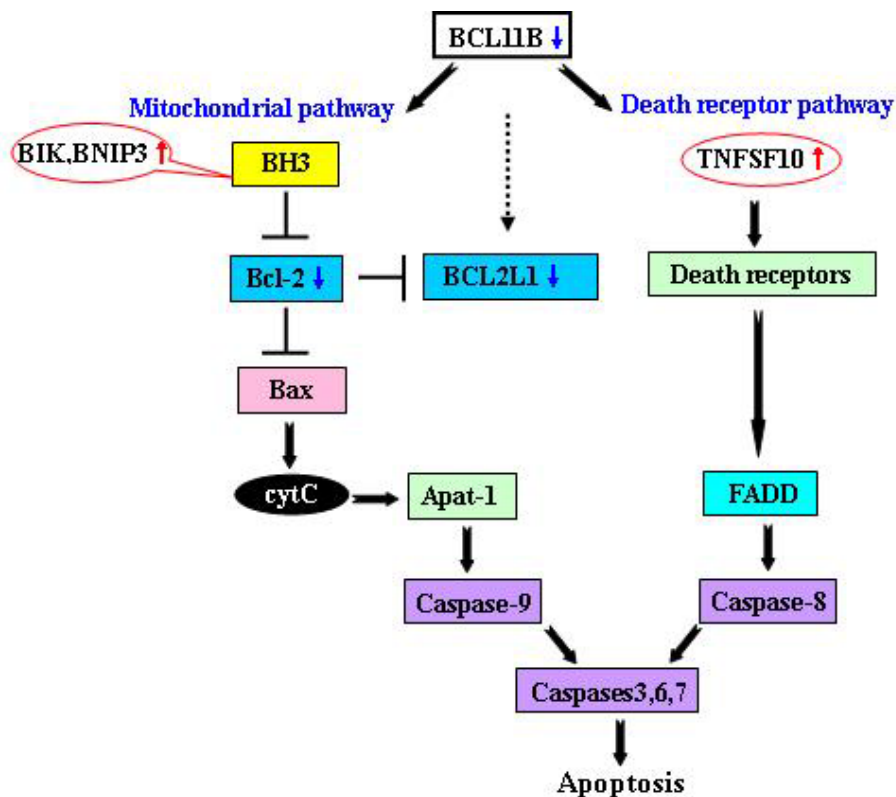 BCL11B ↓
Mitochondrial pathway
Death receptor pathway
BIK,BNIP3 ↑
BH3
TNFSF10 ↑
Bcl-2 ↓
BCL2L1 ↓
Death receptors
Bax
cytC
Apat-1
FADD
Caspase-9
Caspase-8
Caspases3,6,7
Apoptosis